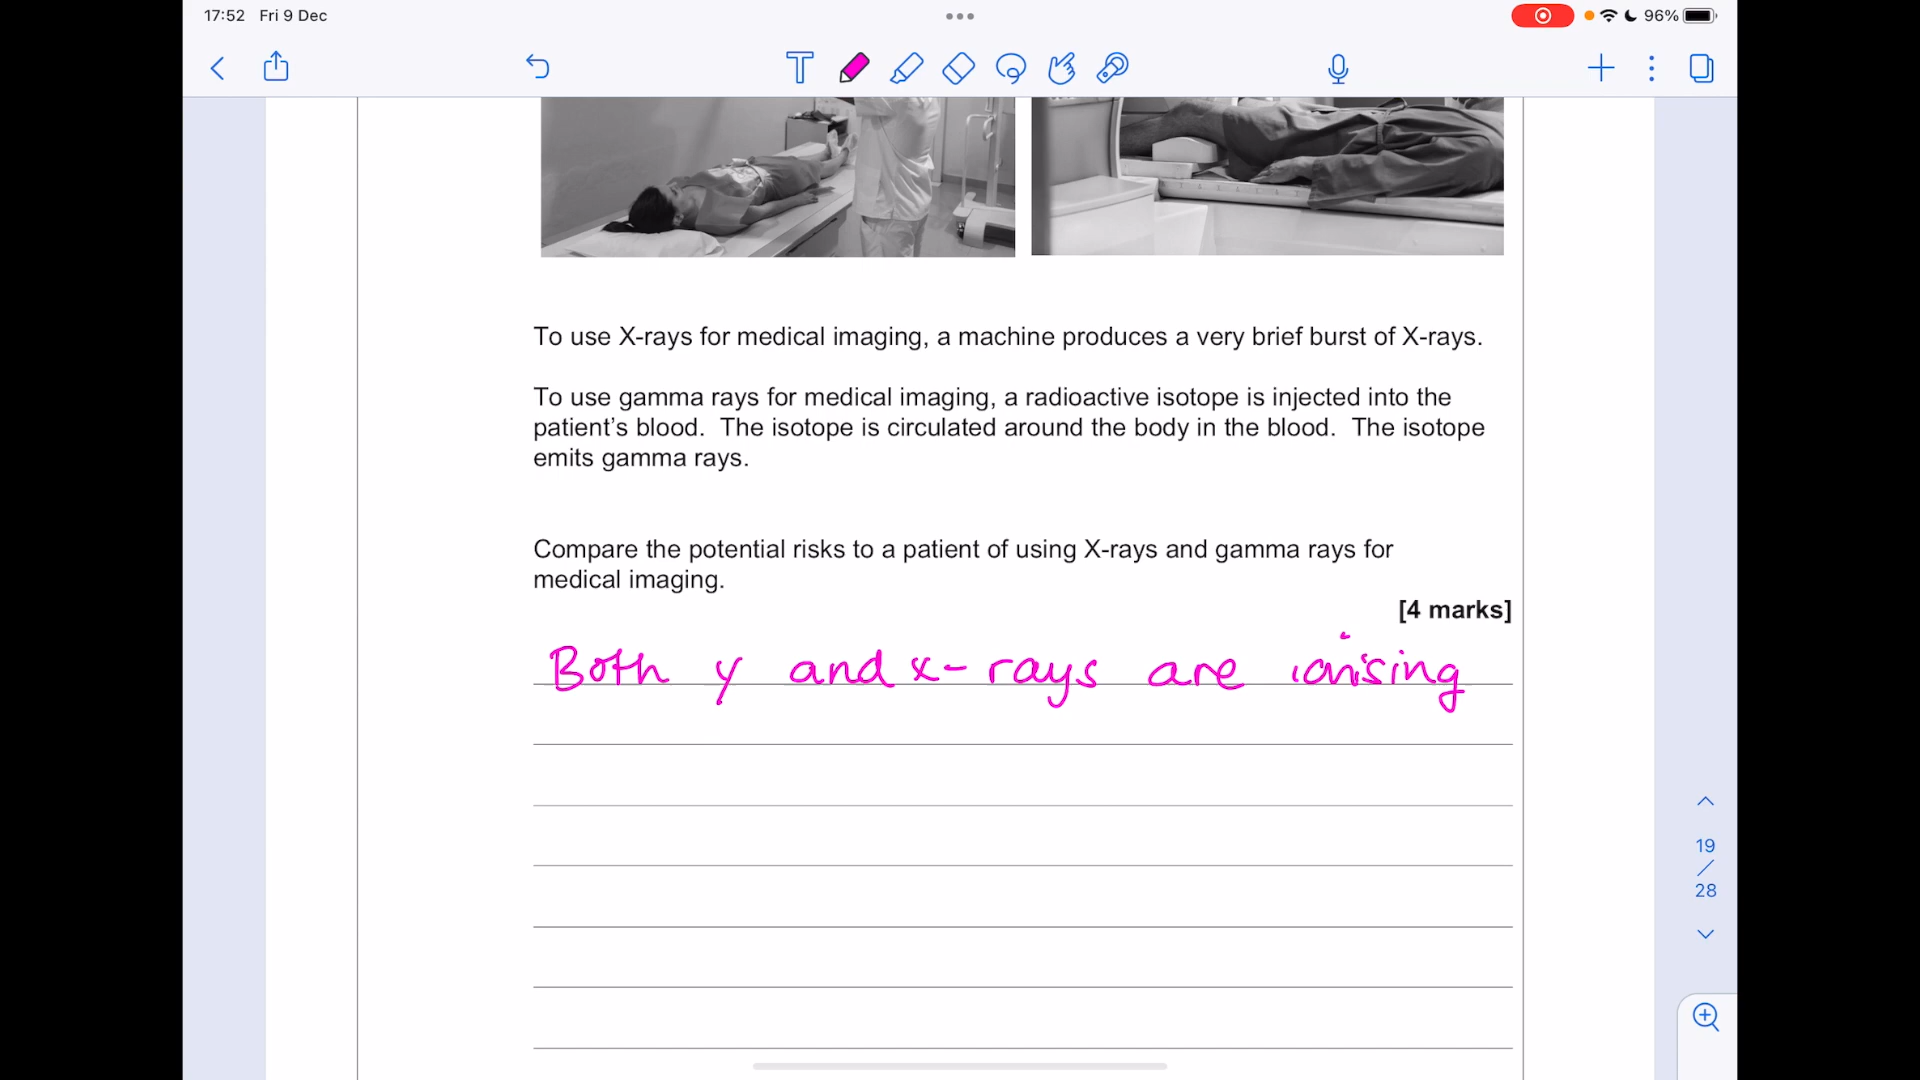 17:52 Fri 9 Dec
96%
To use X-rays for medical imaging, a machine produces a very brief burst of X-rays.
To use gamma rays for medical imaging, a radioactive isotope is injected into the
patient's blood. The isotope is circulated around the body in the blood. The isotope
emits gamma rays.
Compare the potential risks to a patient of using X-rays and gamma rays for
medical imaging.
[4 marks]
Both γ and x-rays are ionising
19
/
28